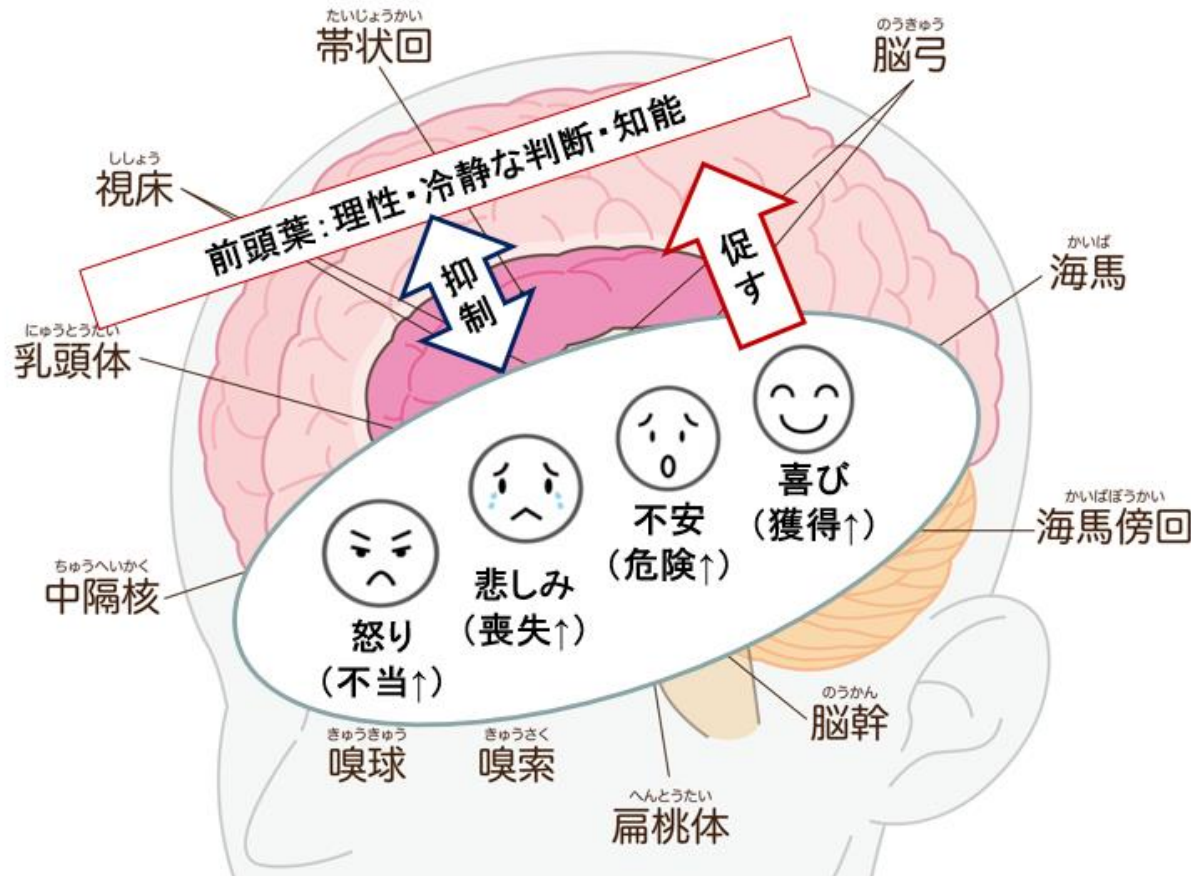 たいじょうかい
帯状回
のうきゅう
脳弓
前頭葉:理性・冷静な判断・知能
ししょう
視床
抑制
促す
かいば
海馬
にゅうとうたい
乳頭体
喜び
(獲得↑)
不安
(危険↑)
悲しみ
(喪失↑)
怒り
(不当↑)
かいばぼうかい
海馬傍回
ちゅうへいかく
中隔核
のうかん
脳幹
きゅうきゅう
嗅球
きゅうさく
嗅索
へんとうたい
扁桃体